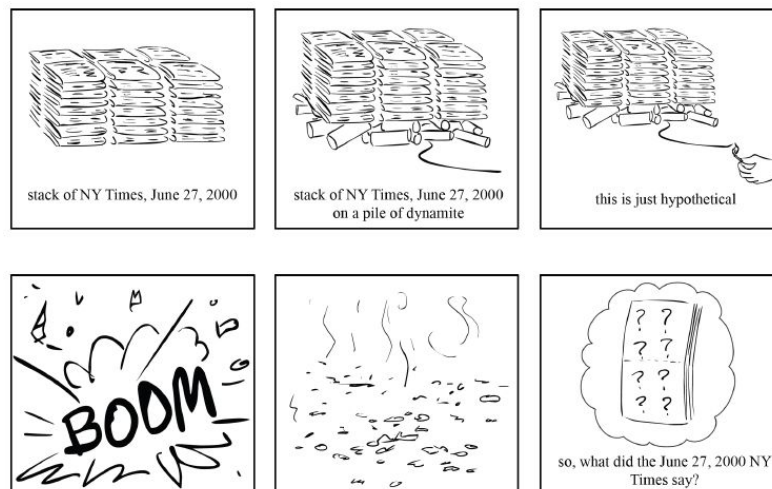 stack of NY Times, June 27, 2000
stack of NY Times, June 27, 2000
on a pile of dynamite
this is just hypothetical
BOOM
? ?
? ?
? ?
? ?
so, what did the June 27, 2000 NY
Times say?